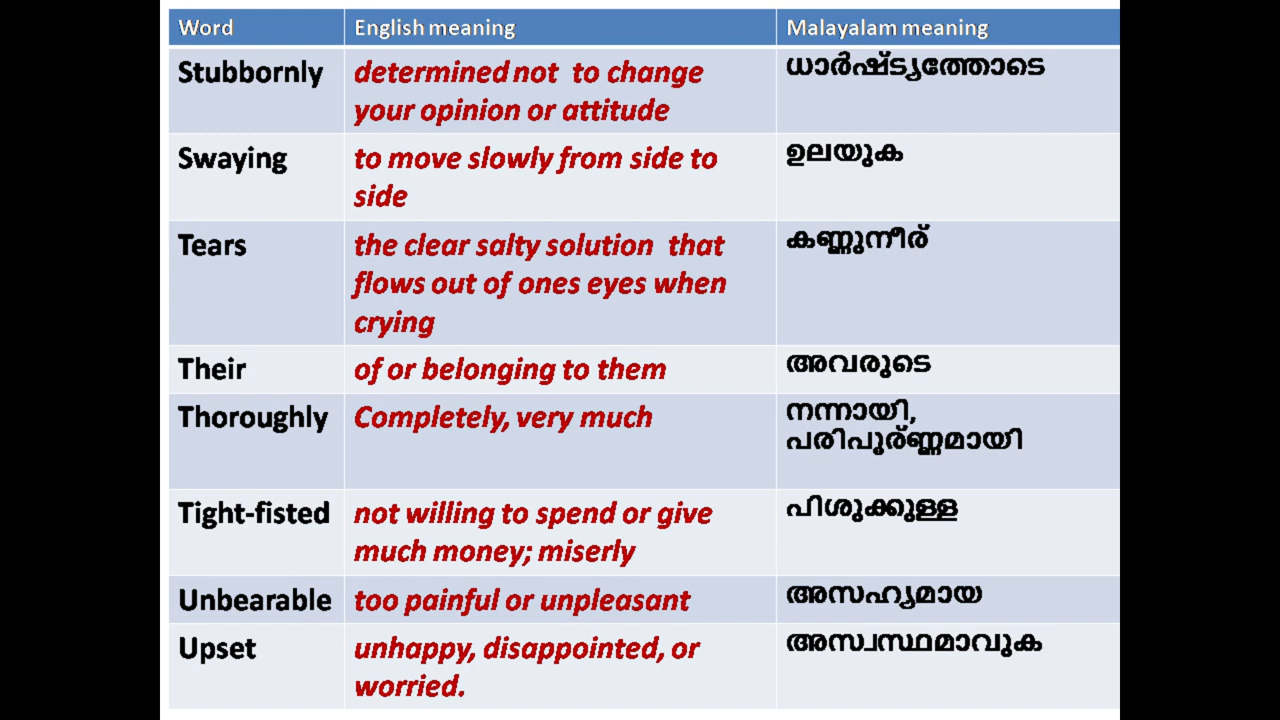 Word English meaning Malayalam meaning
Stubbornly determined not to change ധാർഷ്ട്യത്തോടെ
your opinion or attitude
Swaying to move slowly from side to ഉലയുക
side
Tears the clear salty solution that കണ്ണുനീര്
flows out of ones eyes when
crying
Their of or belonging to them അവരുടെ
Thoroughly Completely, very much നന്നായി,
പരിപൂര്ണ്ണമായി
Tight-fisted not willing to spend or give പിശുക്കുള്ള
much money; miserly
Unbearable too painful or unpleasant അസഹ്യമായ
Upset unhappy, disappointed, or അസ്വസ്ഥമാവുക
worried.